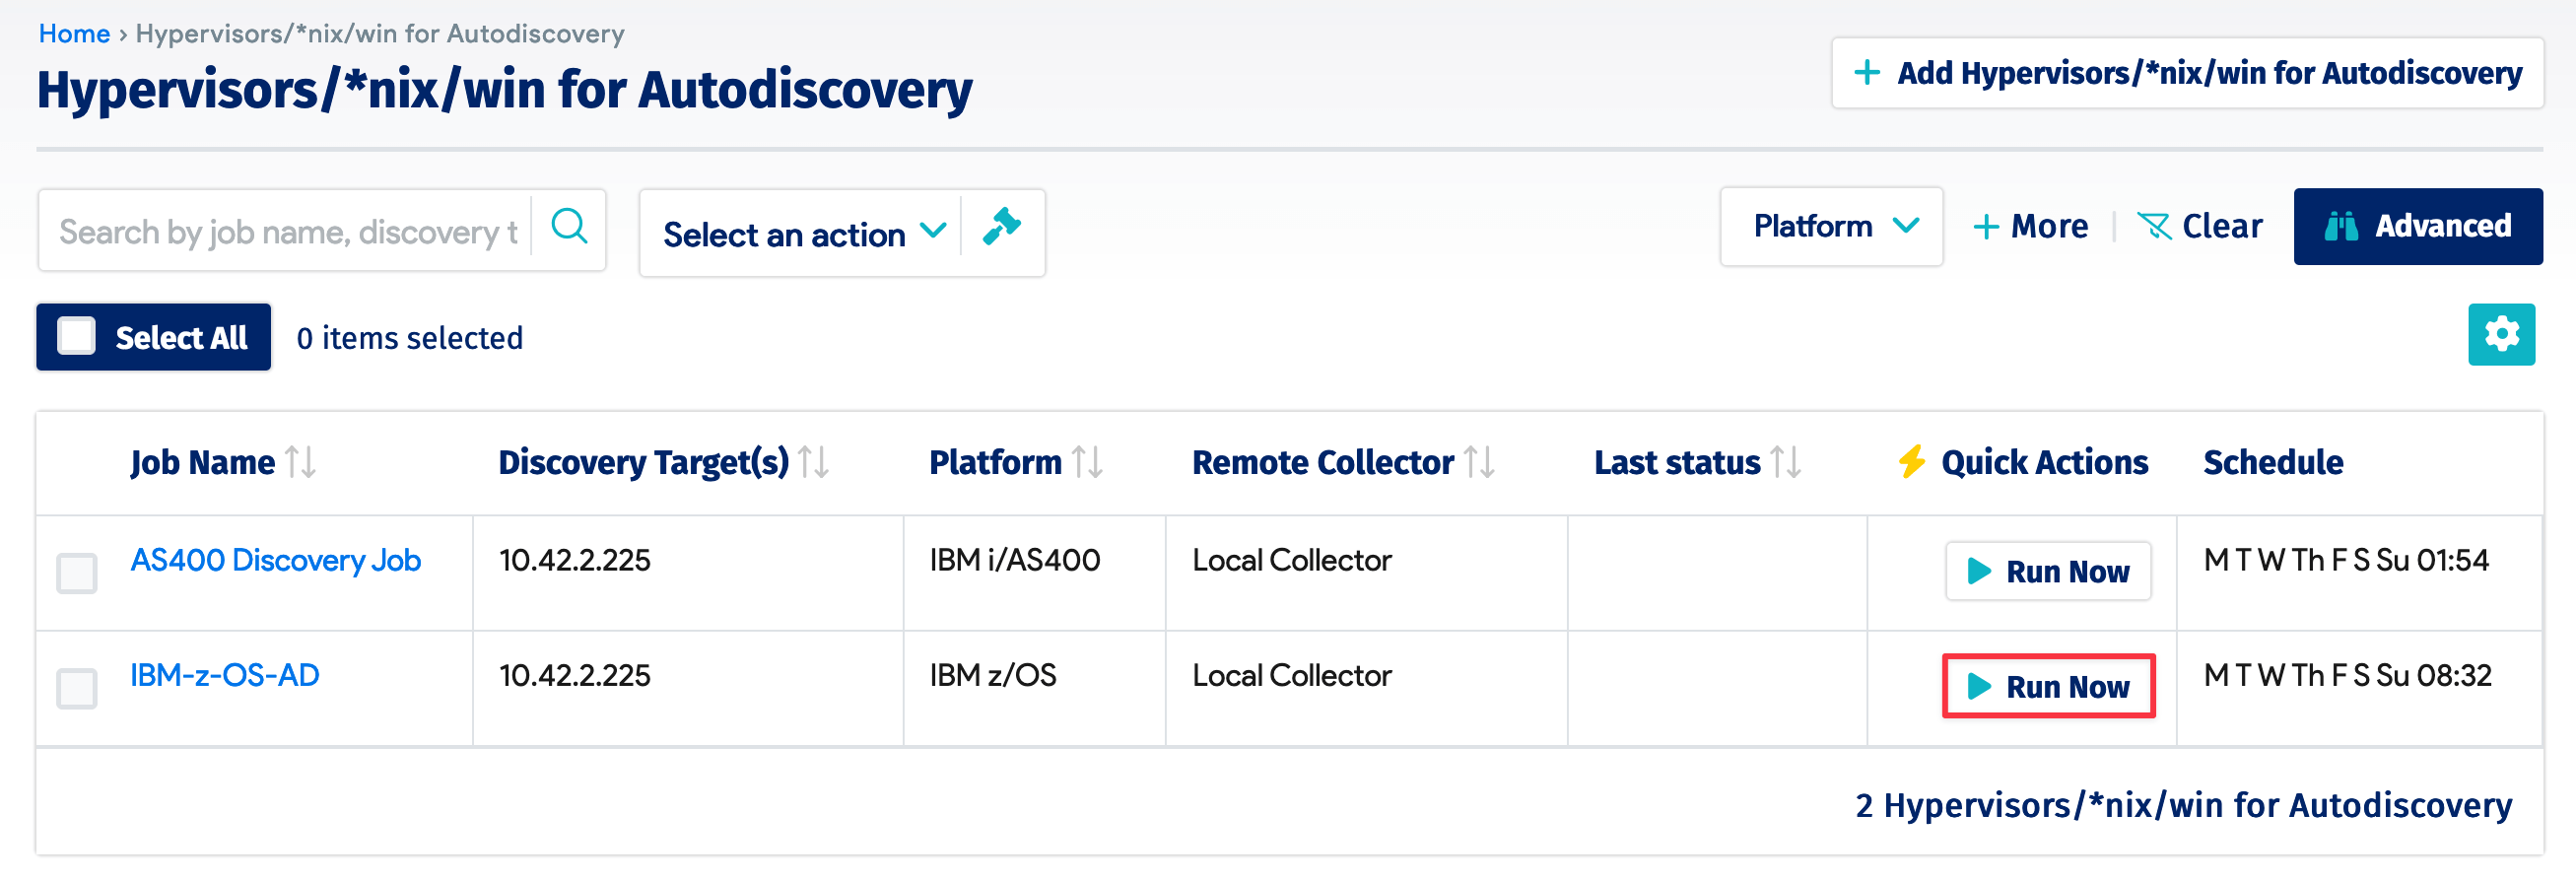 Home › Hypervisors/*nix/win for Autodiscovery
Hypervisors/*nix/win for Autodiscovery
+ Add Hypervisors/*nix/win for Autodiscovery
Search by job name, discovery t
Select an action
Platform
+ More
Clear
Advanced
Select All
0 items selected
Job Name Discovery Target(s) Platform Remote Collector Last status Quick Actions Schedule
AS400 Discovery Job 10.42.2.225 IBM i/AS400 Local Collector Run Now M T W Th F S Su 01:54
IBM-z-OS-AD 10.42.2.225 IBM z/OS Local Collector Run Now M T W Th F S Su 08:32
2 Hypervisors/*nix/win for Autodiscovery